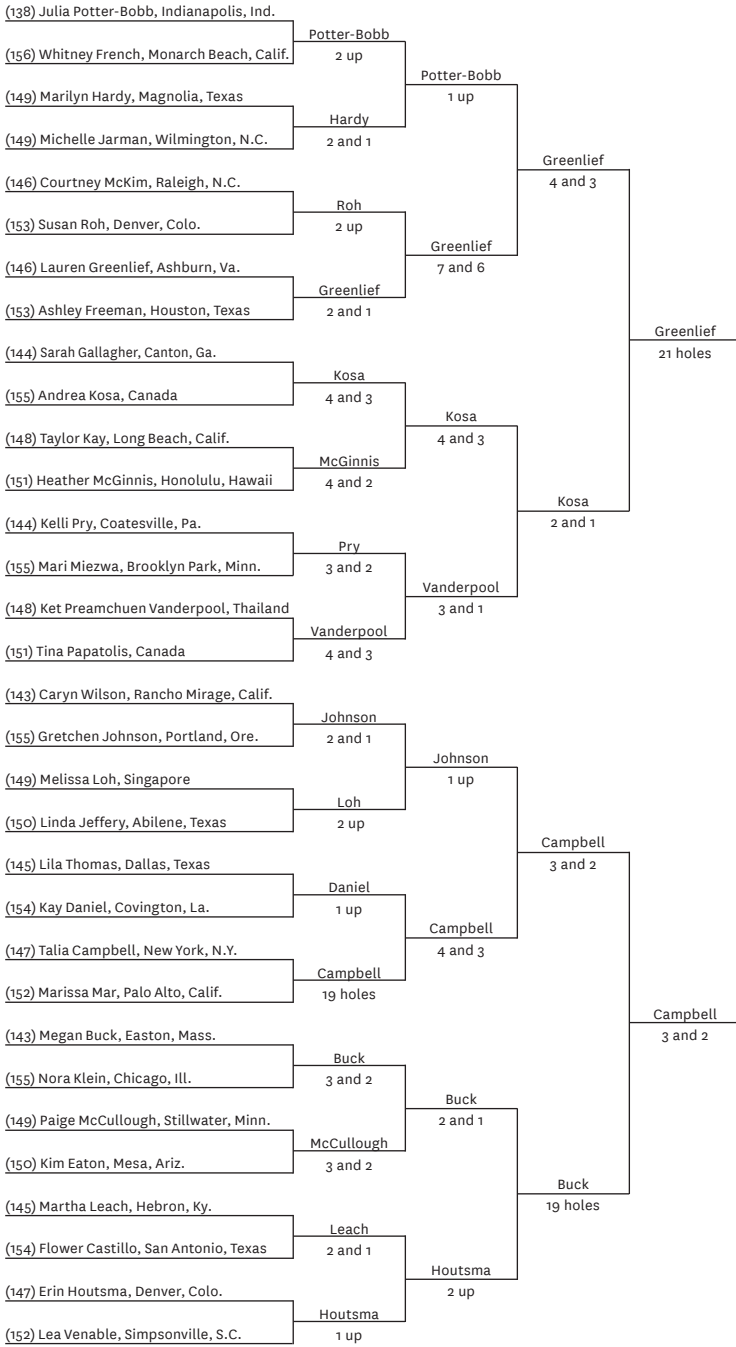 (138) Julia Potter-Bobb, Indianapolis, Ind.
(156) Whitney French, Monarch Beach, Calif.
(149) Marilyn Hardy, Magnolia, Texas
(149) Michelle Jarman, Wilmington, N.C.
(146) Courtney McKim, Raleigh, N.C.
(153) Susan Roh, Denver, Colo.
(146) Lauren Greenlief, Ashburn, Va.
(153) Ashley Freeman, Houston, Texas
(144) Sarah Gallagher, Canton, Ga.
(155) Andrea Kosa, Canada
(148) Taylor Kay, Long Beach, Calif.
(151) Heather McGinnis, Honolulu, Hawaii
(144) Kelli Pry, Coatesville, Pa.
(155) Mari Miezwa, Brooklyn Park, Minn.
(148) Ket Preamchuen Vanderpool, Thailand
(151) Tina Papatolis, Canada
(143) Caryn Wilson, Rancho Mirage, Calif.
(155) Gretchen Johnson, Portland, Ore.
(149) Melissa Loh, Singapore
(150) Linda Jeffery, Abilene, Texas
(145) Lila Thomas, Dallas, Texas
(154) Kay Daniel, Covington, La.
(147) Talia Campbell, New York, N.Y.
(152) Marissa Mar, Palo Alto, Calif.
(143) Megan Buck, Easton, Mass.
(155) Nora Klein, Chicago, Ill.
(149) Paige McCullough, Stillwater, Minn.
(150) Kim Eaton, Mesa, Ariz.
(145) Martha Leach, Hebron, Ky.
(154) Flower Castillo, San Antonio, Texas
(147) Erin Houtsma, Denver, Colo.
(152) Lea Venable, Simpsonville, S.C.
Potter-Bobb
2 up
Hardy
2 and 1
Roh
2 up
Greenlief
2 and 1
Kosa
4 and 3
McGinnis
4 and 2
Pry
3 and 2
Vanderpool
4 and 3
Johnson
2 and 1
Loh
2 up
Daniel
1 up
Campbell
19 holes
Buck
3 and 2
McCullough
3 and 2
Leach
2 and 1
Houtsma
1 up
Potter-Bobb
1 up
Greenlief
7 and 6
Kosa
4 and 3
Vanderpool
3 and 1
Johnson
1 up
Campbell
4 and 3
Buck
2 and 1
Houtsma
2 up
Greenlief
4 and 3
Kosa
2 and 1
Campbell
3 and 2
Buck
19 holes
Greenlief
21 holes
Campbell
3 and 2